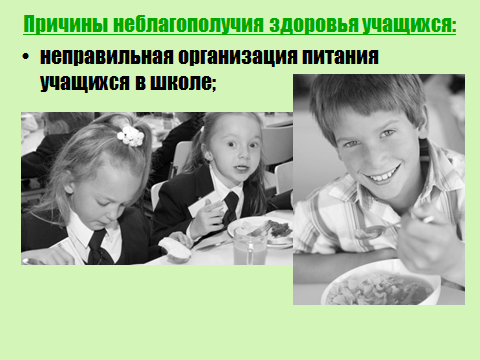 Причины неблагополучия здоровья учащихся:
• неправильная организация питания
учащихся в школе;